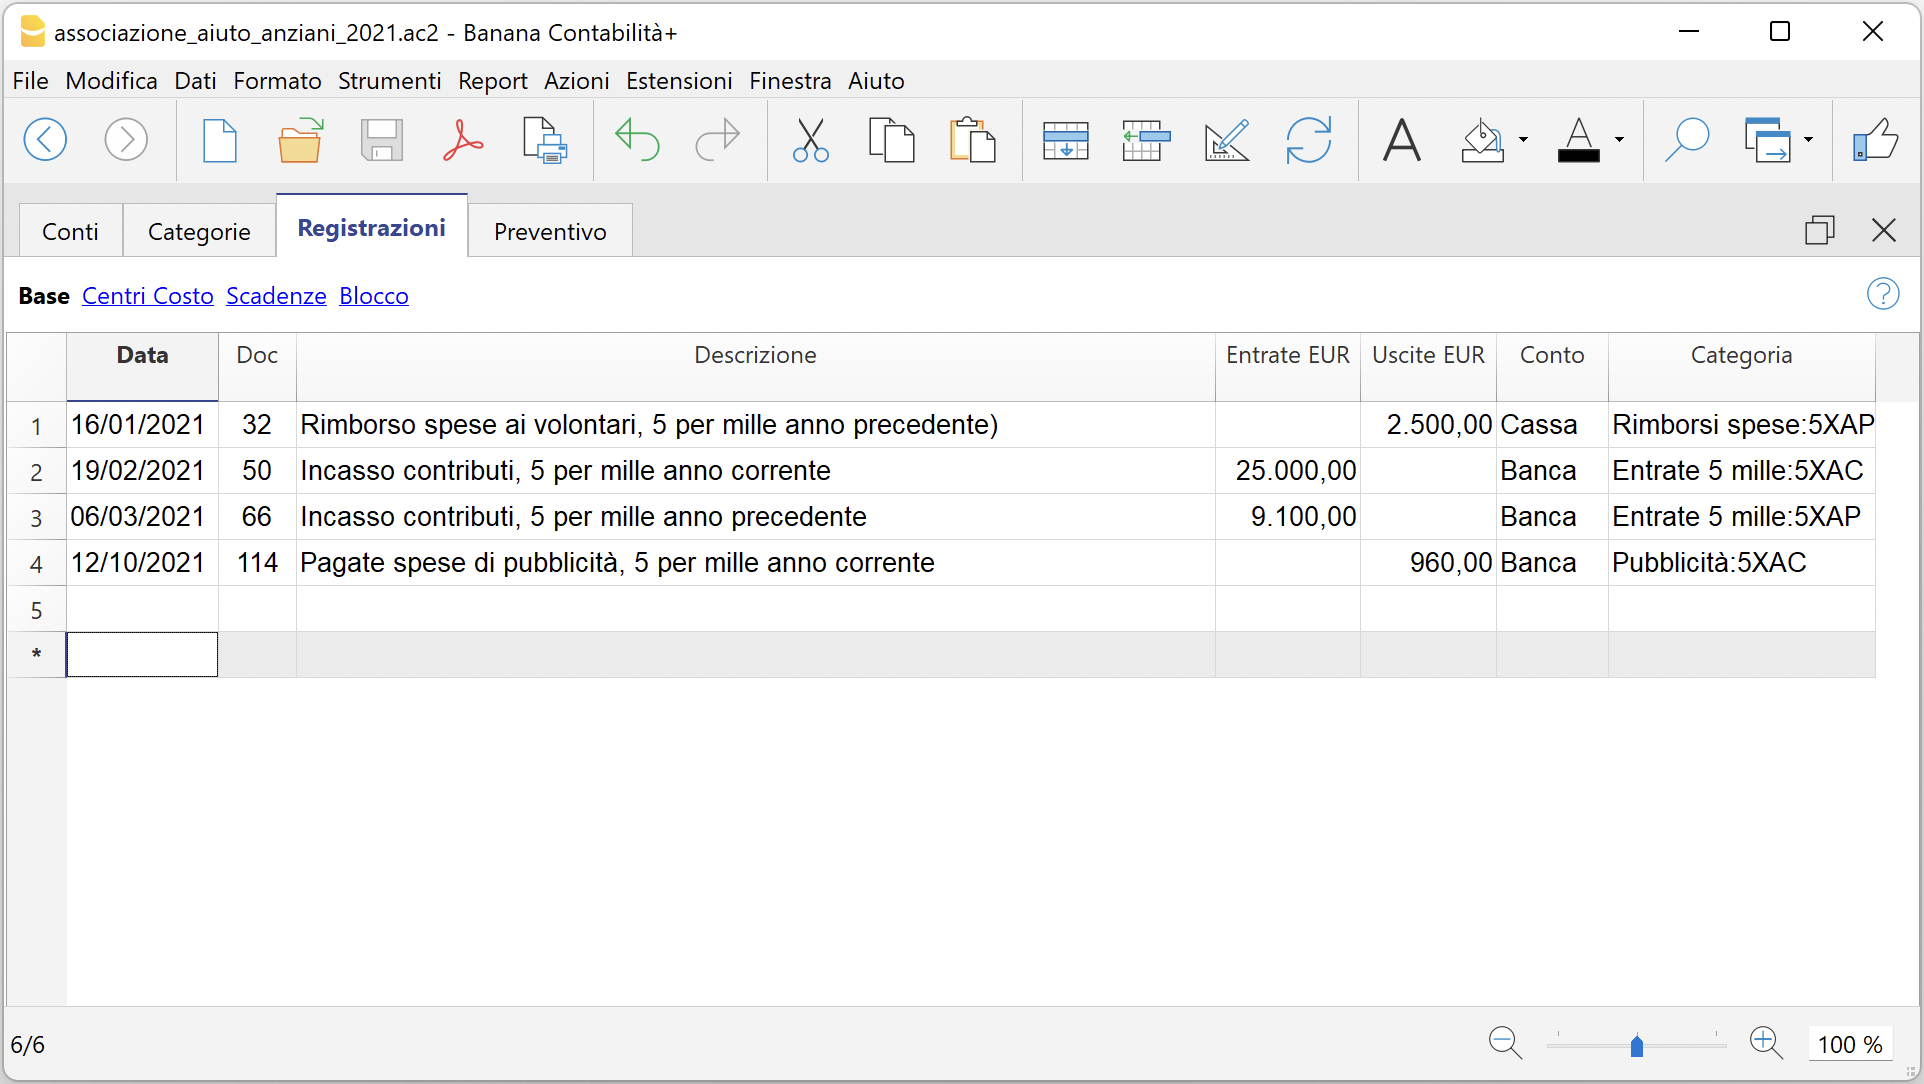 associazione_aiuto_anziani_2021.ac2 - Banana Contabilità+
File Modifica Dati Formato Strumenti Report Azioni Estensioni Finestra Aiuto
Conti Categorie Registrazioni Preventivo
Base Centri Costo Scadenze Blocco
Data Doc Descrizione Entrate EUR Uscite EUR Conto Categoria
1 16/01/2021 32 Rimborso spese ai volontari, 5 per mille anno precedente) 2.500,00 Cassa Rimborsi spese:5XAP
2 19/02/2021 50 Incasso contributi, 5 per mille anno corrente 25.000,00 Banca Entrate 5 mille:5XAC
3 06/03/2021 66 Incasso contributi, 5 per mille anno precedente 9.100,00 Banca Entrate 5 mille:5XAP
4 12/10/2021 114 Pagate spese di pubblicità, 5 per mille anno corrente 960,00 Banca Pubblicità:5XAC
5
*
6/6 100 %